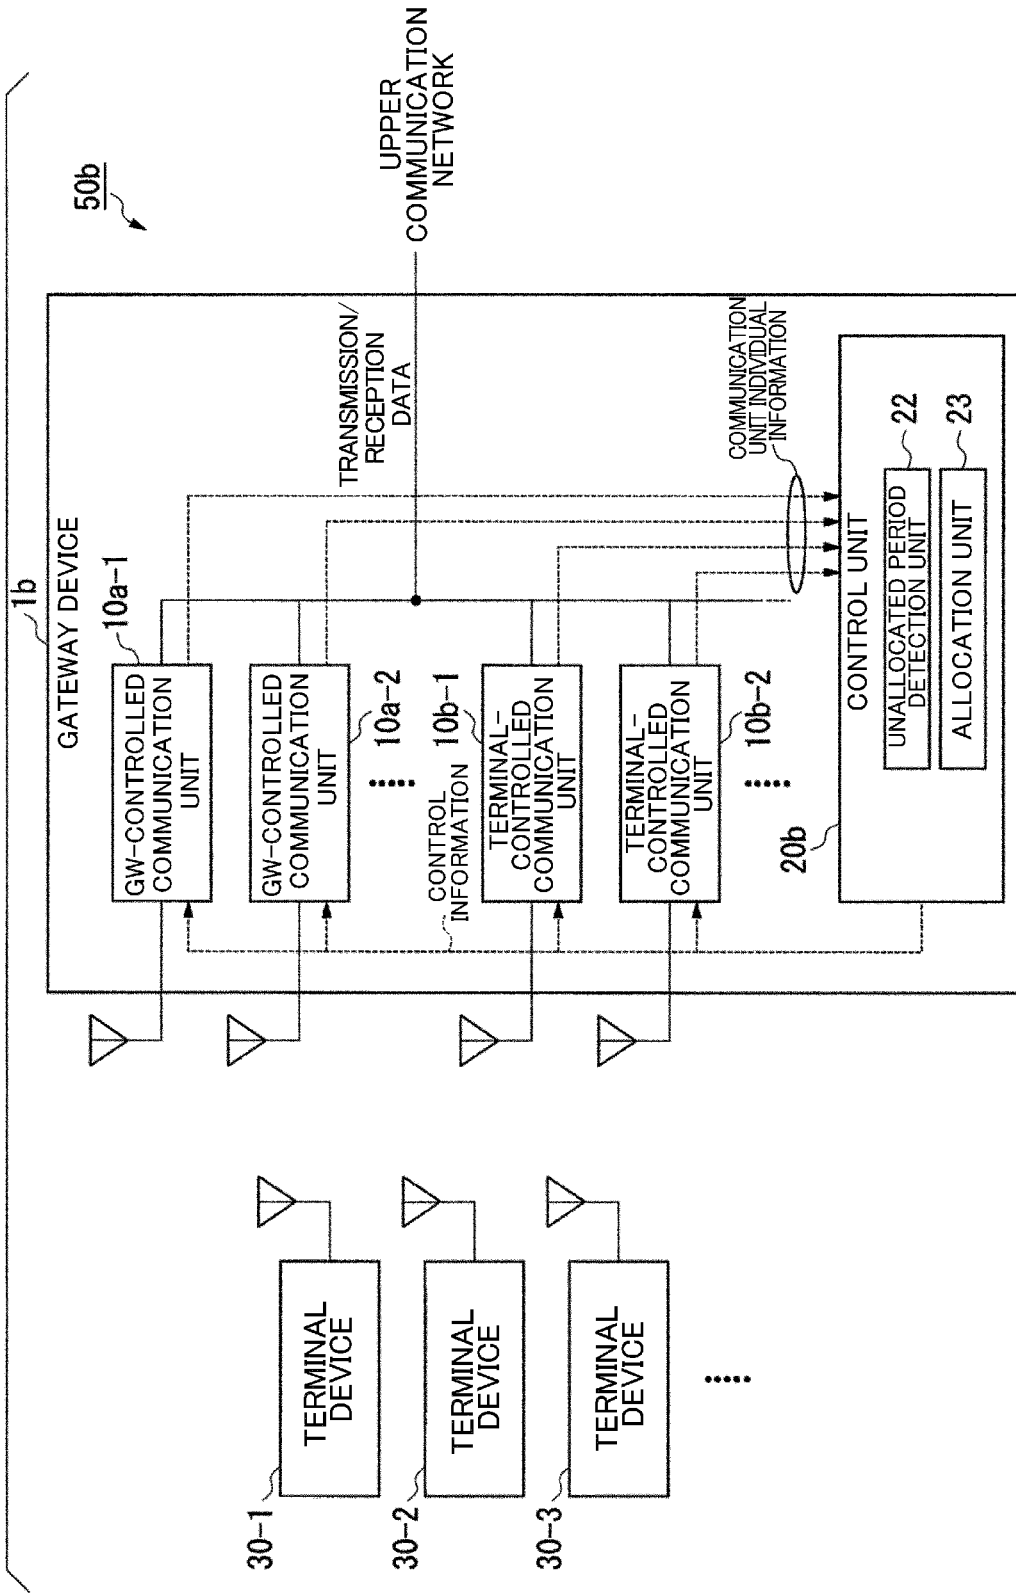 50b
1b
GATEWAY DEVICE
10a-1
GW-CONTROLLED
COMMUNICATION
UNIT
GW-CONTROLLED
COMMUNICATION
UNIT
10a-2
CONTROL
INFORMATION
10b-1
TERMINAL-
CONTROLLED
COMMUNICATION
UNIT
TERMINAL-
CONTROLLED
COMMUNICATION
UNIT
10b-2
TRANSMISSION/
RECEPTION
DATA
UPPER
COMMUNICATION
NETWORK
COMMUNICATION
UNIT INDIVIDUAL
INFORMATION
20b
CONTROL UNIT
UNALLOCATED PERIOD
DETECTION UNIT
22
ALLOCATION UNIT
23
30-1
TERMINAL
DEVICE
30-2
TERMINAL
DEVICE
30-3
TERMINAL
DEVICE